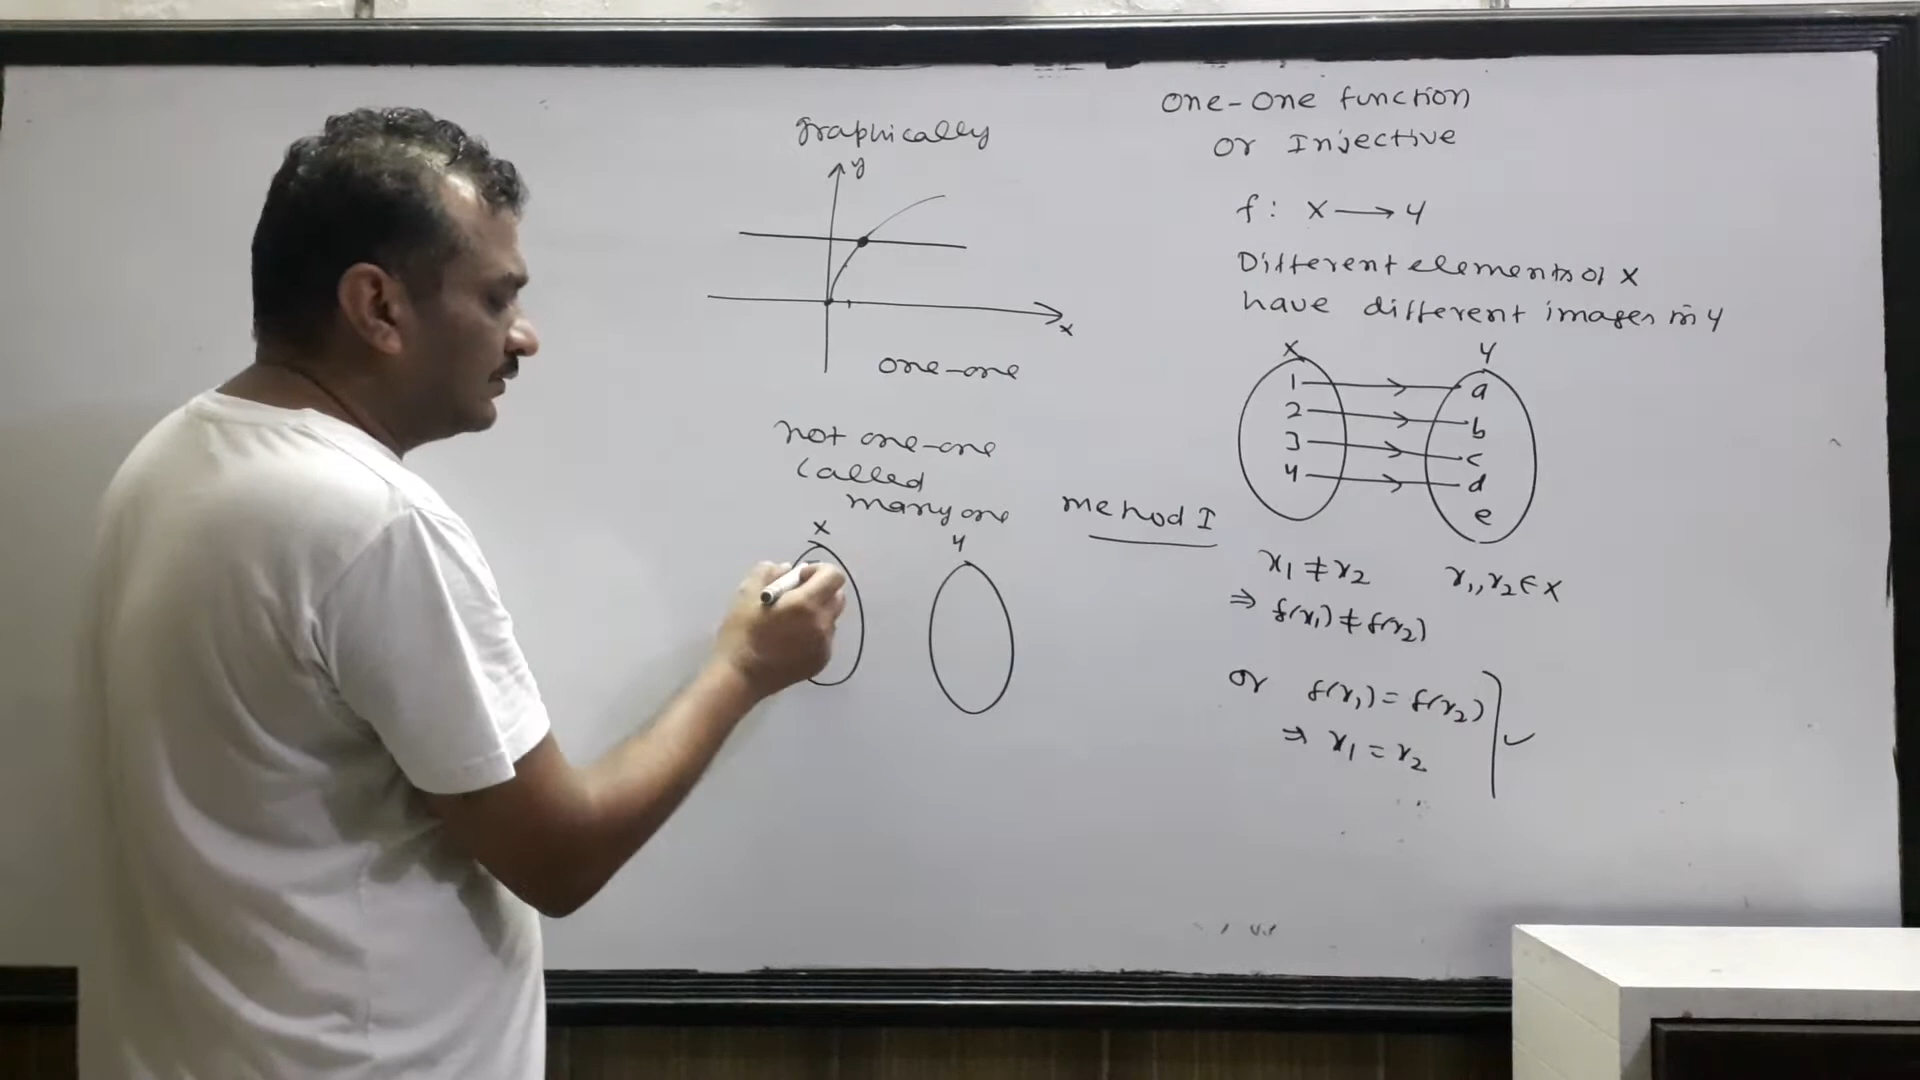 One-One function
or Injective
f: X ⟶ Y
Different elements of X
have different images in Y
X Y
1 a
2 b
3 c
4 d
e
method I
x₁ ≠ x₂ x₁, x₂ ∈ X
⇒ f(x₁) ≠ f(x₂)
or f(x₁) = f(x₂)
⇒ x₁ = x₂
graphically
y
x
one-one
not one-one
called
many one
X Y